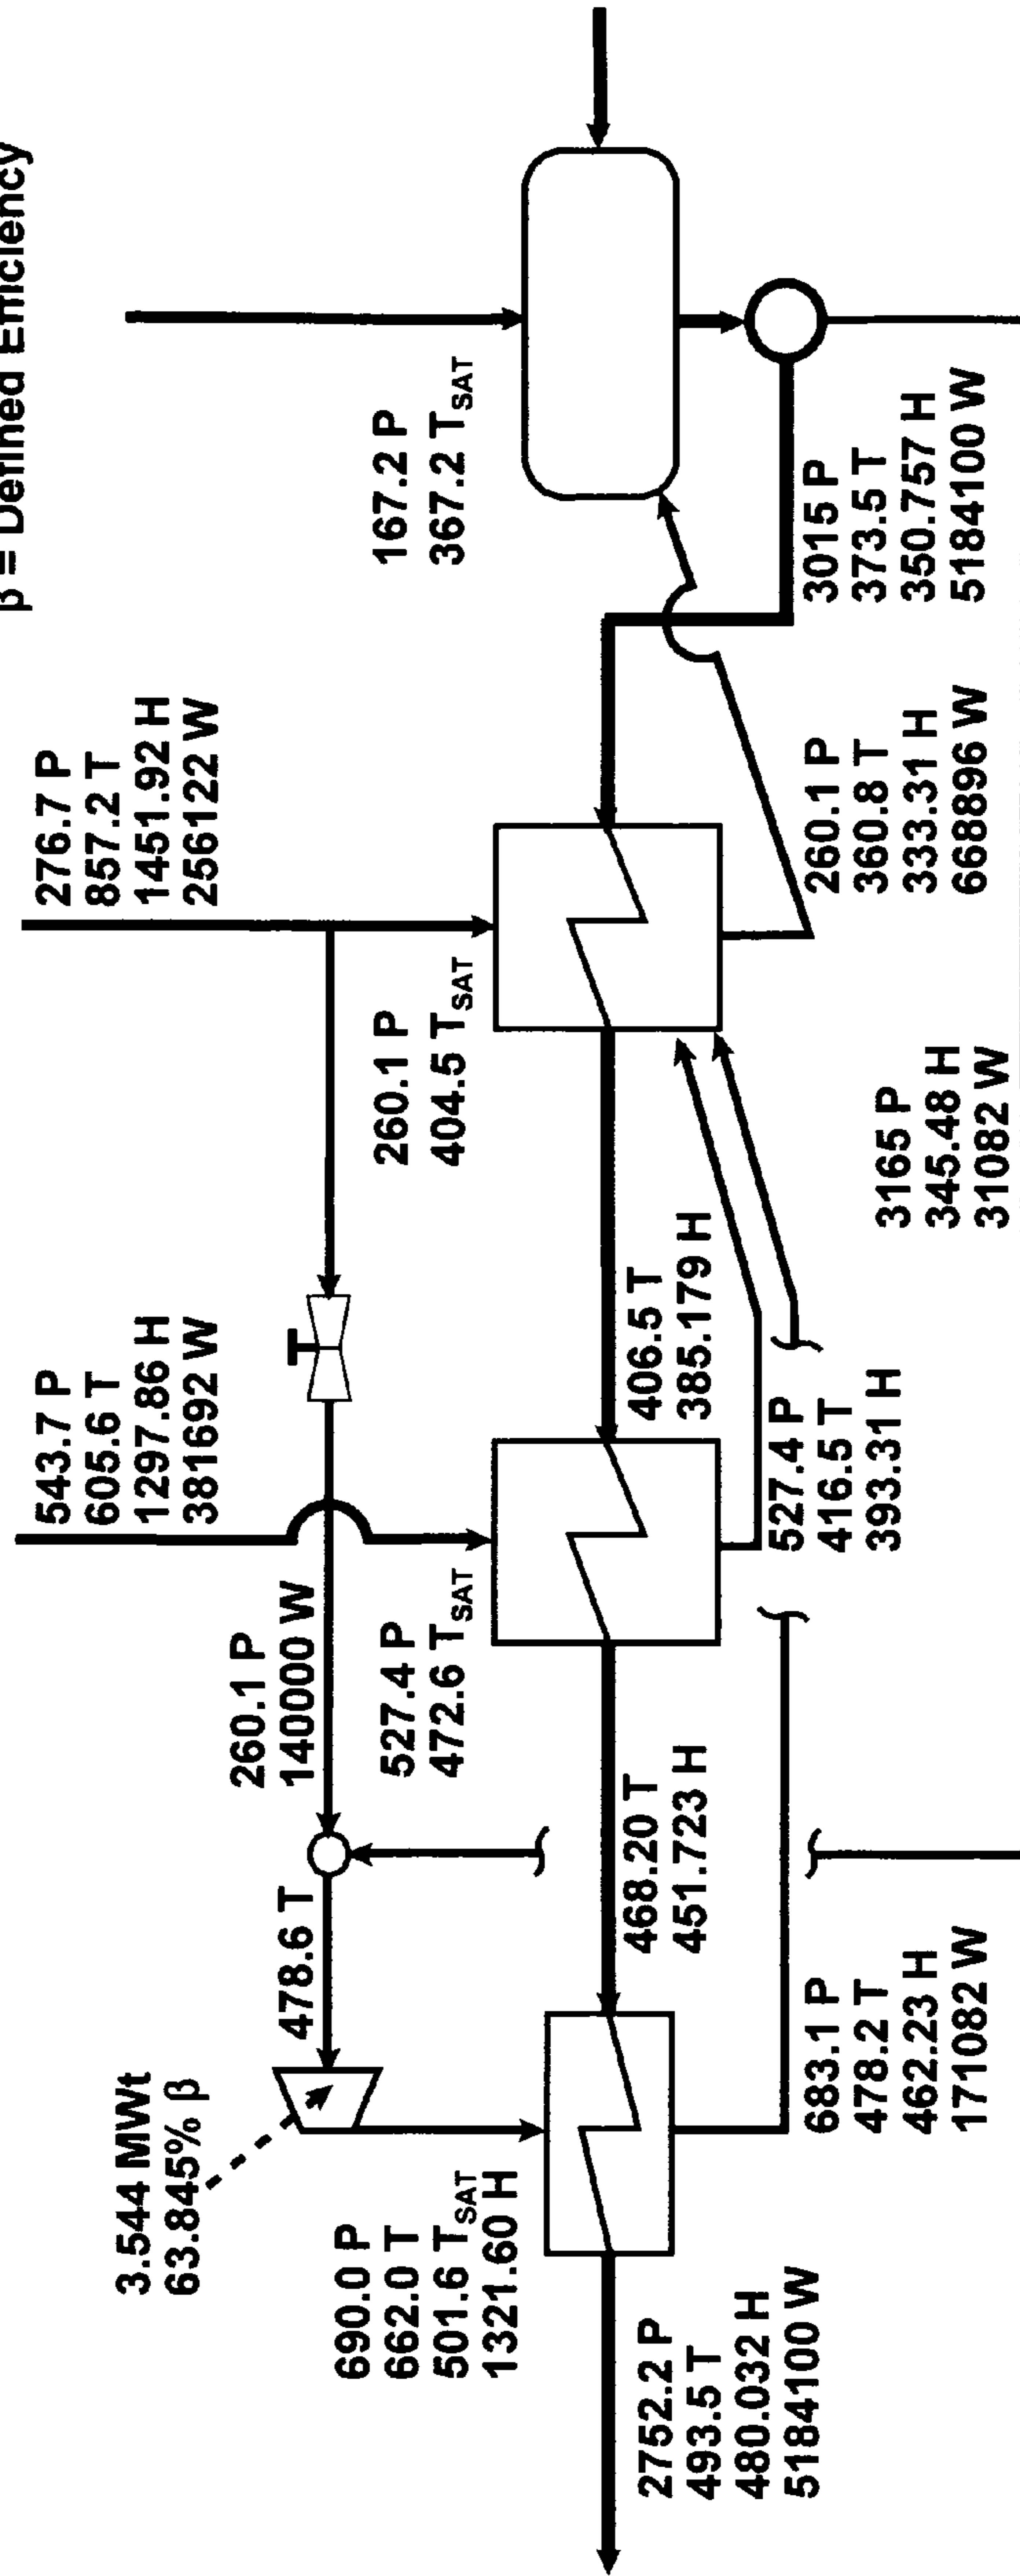 β = Defined Efficiency
3.544 MWt
63.845% β
690.0 P
662.0 T
501.6 TSAT
1321.60 H
478.6 T
260.1 P
140000 W
543.7 P
605.6 T
1297.86 H
381692 W
276.7 P
857.2 T
1451.92 H
256122 W
527.4 P
472.6 TSAT
260.1 P
404.5 TSAT
167.2 P
367.2 TSAT
2752.2 P
493.5 T
480.032 H
5184100 W
468.20 T
451.723 H
406.5 T
385.179 H
683.1 P
478.2 T
462.23 H
171082 W
527.4 P
416.5 T
393.31 H
3165 P
345.48 H
31082 W
260.1 P
360.8 T
333.31 H
668896 W
3015 P
373.5 T
350.757 H
5184100 W